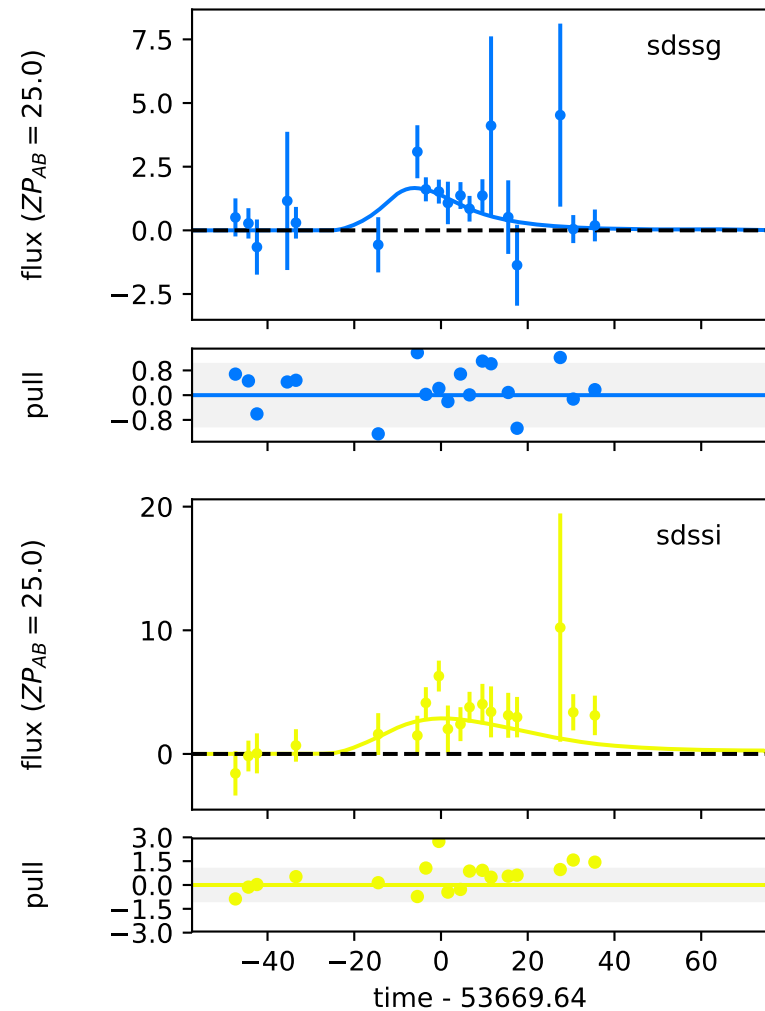 sdssg
flux (ZP_AB = 25.0)
7.5
5.0
2.5
0.0
−2.5
pull
0.8
0.0
−0.8
sdssi
flux (ZP_AB = 25.0)
20
10
0
pull
3.0
1.5
0.0
−1.5
−3.0
−40 −20 0 20 40 60
time - 53669.64